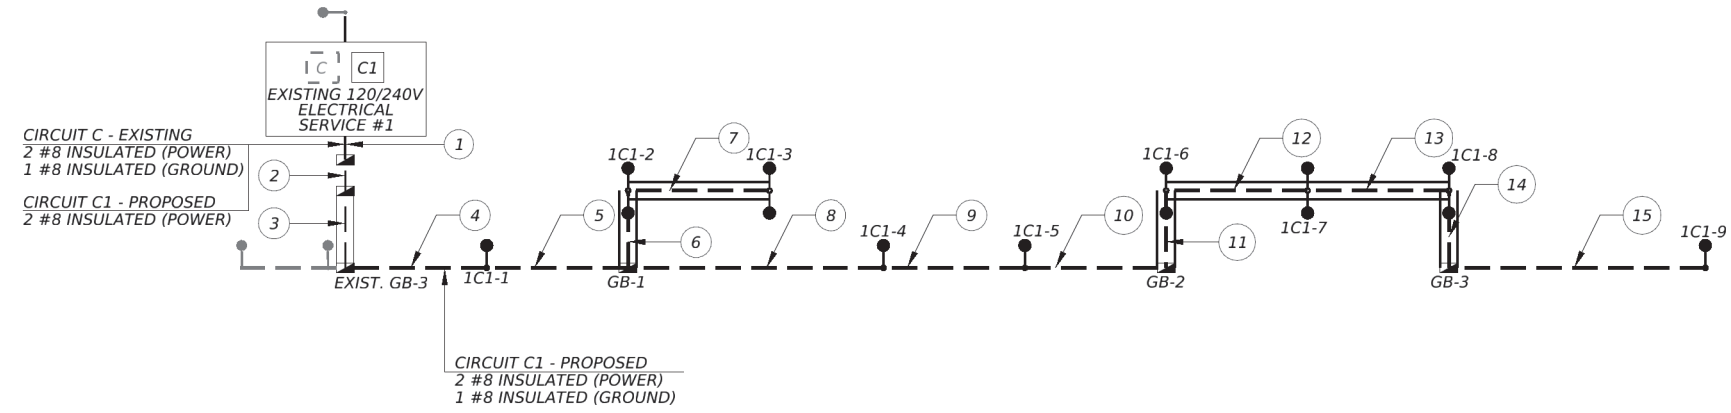 C C1
EXISTING 120/240V
ELECTRICAL
SERVICE #1
CIRCUIT C - EXISTING
2 #8 INSULATED (POWER)
1 #8 INSULATED (GROUND)
CIRCUIT C1 - PROPOSED
2 #8 INSULATED (POWER)
1
2
3
4
5
6
7
8
9
10
11
12
13
14
15
1C1-2
1C1-3
1C1-6
1C1-8
1C1-7
1C1-4
1C1-5
1C1-9
EXIST. GB-3
1C1-1
GB-1
GB-2
GB-3
CIRCUIT C1 - PROPOSED
2 #8 INSULATED (POWER)
1 #8 INSULATED (GROUND)